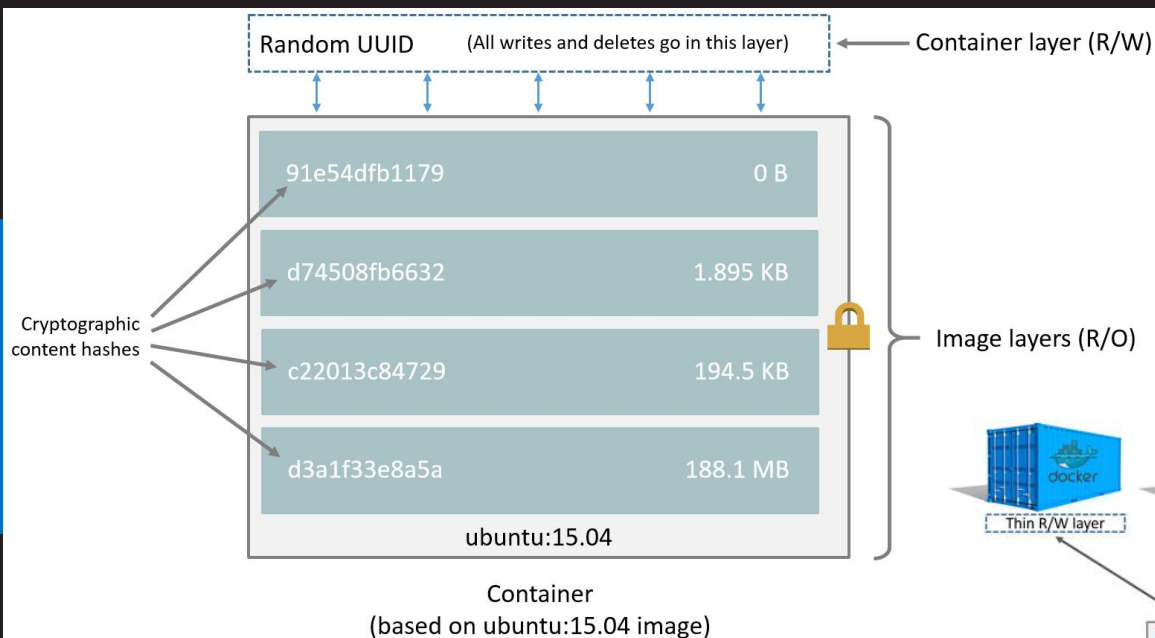 Random UUID (All writes and deletes go in this layer)
Container layer (R/W)
91e54dfb1179 0 B
d74508fb6632 1.895 KB
Cryptographic
content hashes
Image layers (R/O)
c22013c84729 194.5 KB
d3a1f33e8a5a 188.1 MB
docker
Thin R/W layer
ubuntu:15.04
Container
(based on ubuntu:15.04 image)